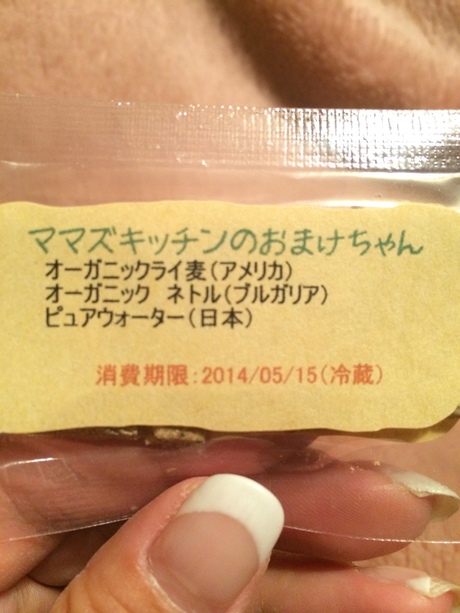 ママズキッチンのおまけちゃん
オーガニックライ麦(アメリカ)
オーガニック ネトル(ブルガリア)
ピュアウォーター(日本)
消費期限:2014/05/15(冷蔵)